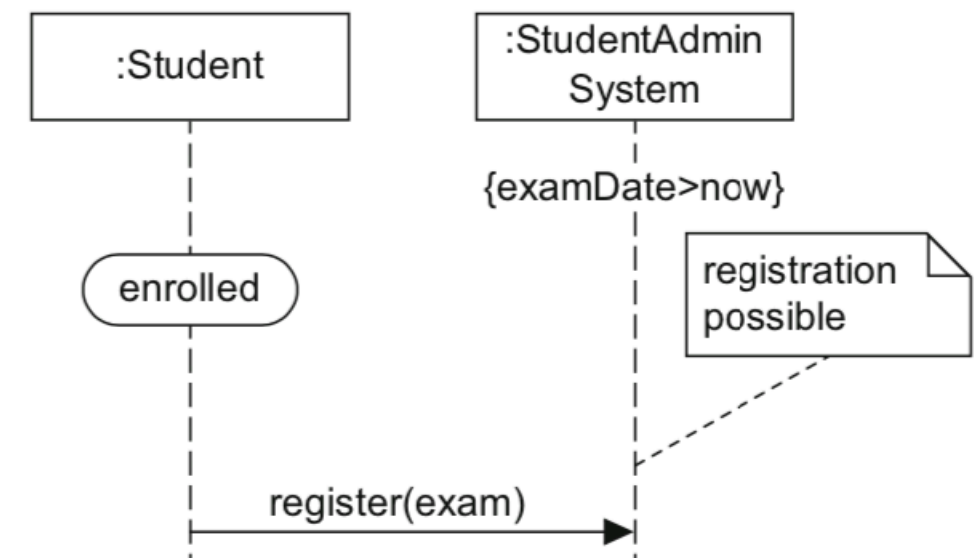 :Student
:StudentAdmin
System
{examDate>now}
enrolled
registration
possible
register(exam)